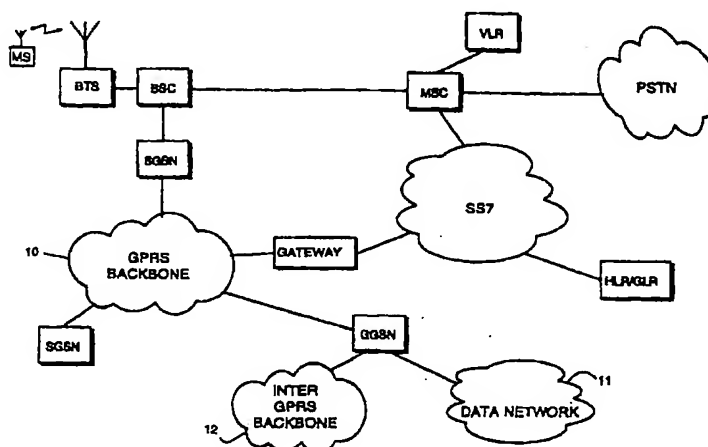 VLR
MS
BTS
BSC
MSC
PSTN
SGSN
SS7
10
GPRS
BACKBONE
GATEWAY
HLR/GLR
SGSN
GGSN
11
INTER
GPRS
BACKBONE
DATA NETWORK
12